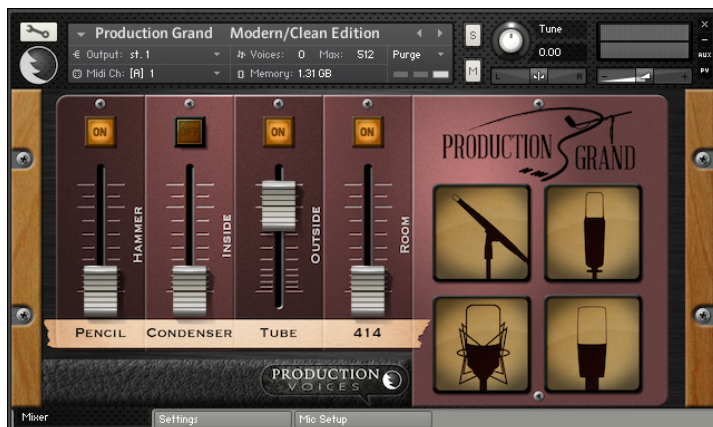 Production Grand Modern/Clean Edition
Output: st. 1 Voices: 0 Max: 512 Purge
Midi Ch: [A] 1 Memory: 1.31 GB
S
M
Tune
0.00
L R
- +
×
-
AUX
PV
ON OFF ON ON
HAMMER
INSIDE
OUTSIDE
ROOM
PENCIL CONDENSER TUBE 414
PRODUCTION GRAND
PRODUCTION
VOICES
Mixer Settings Mic Setup